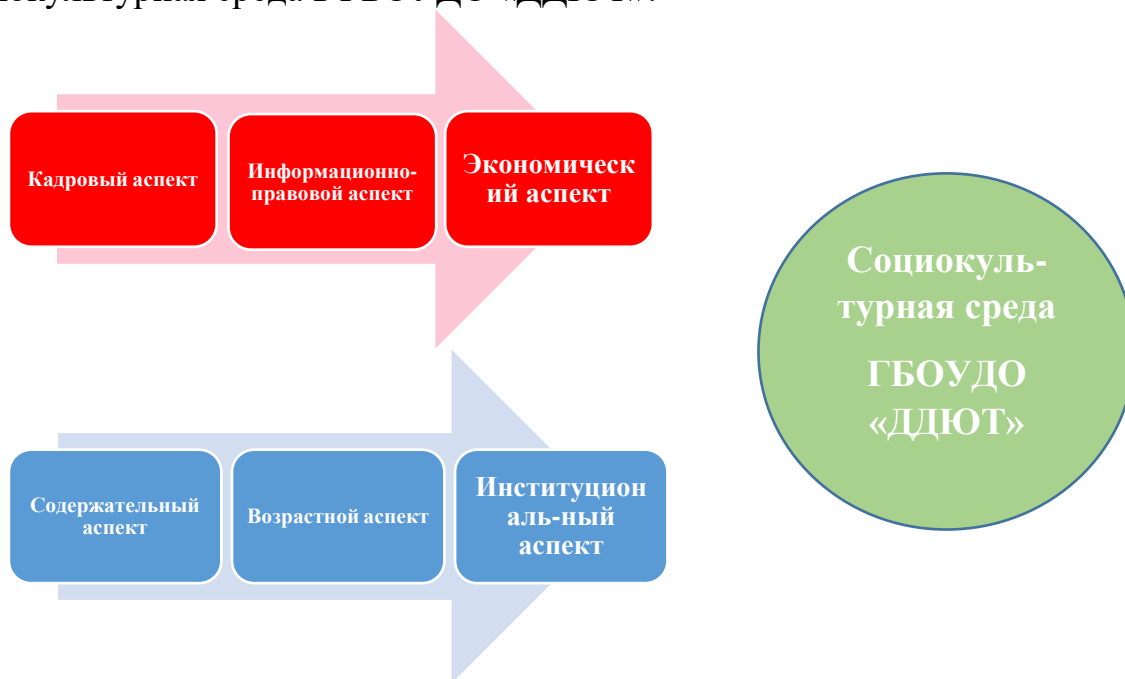 среда
Кадровый аспект
Информационно-
правовой аспект
Экономическ
ий аспект
Социокуль-
турная среда
ГБОУДО
«ДДЮТ»
Содержательный
аспект
Возрастной аспект
Институцион
аль-ный
аспект